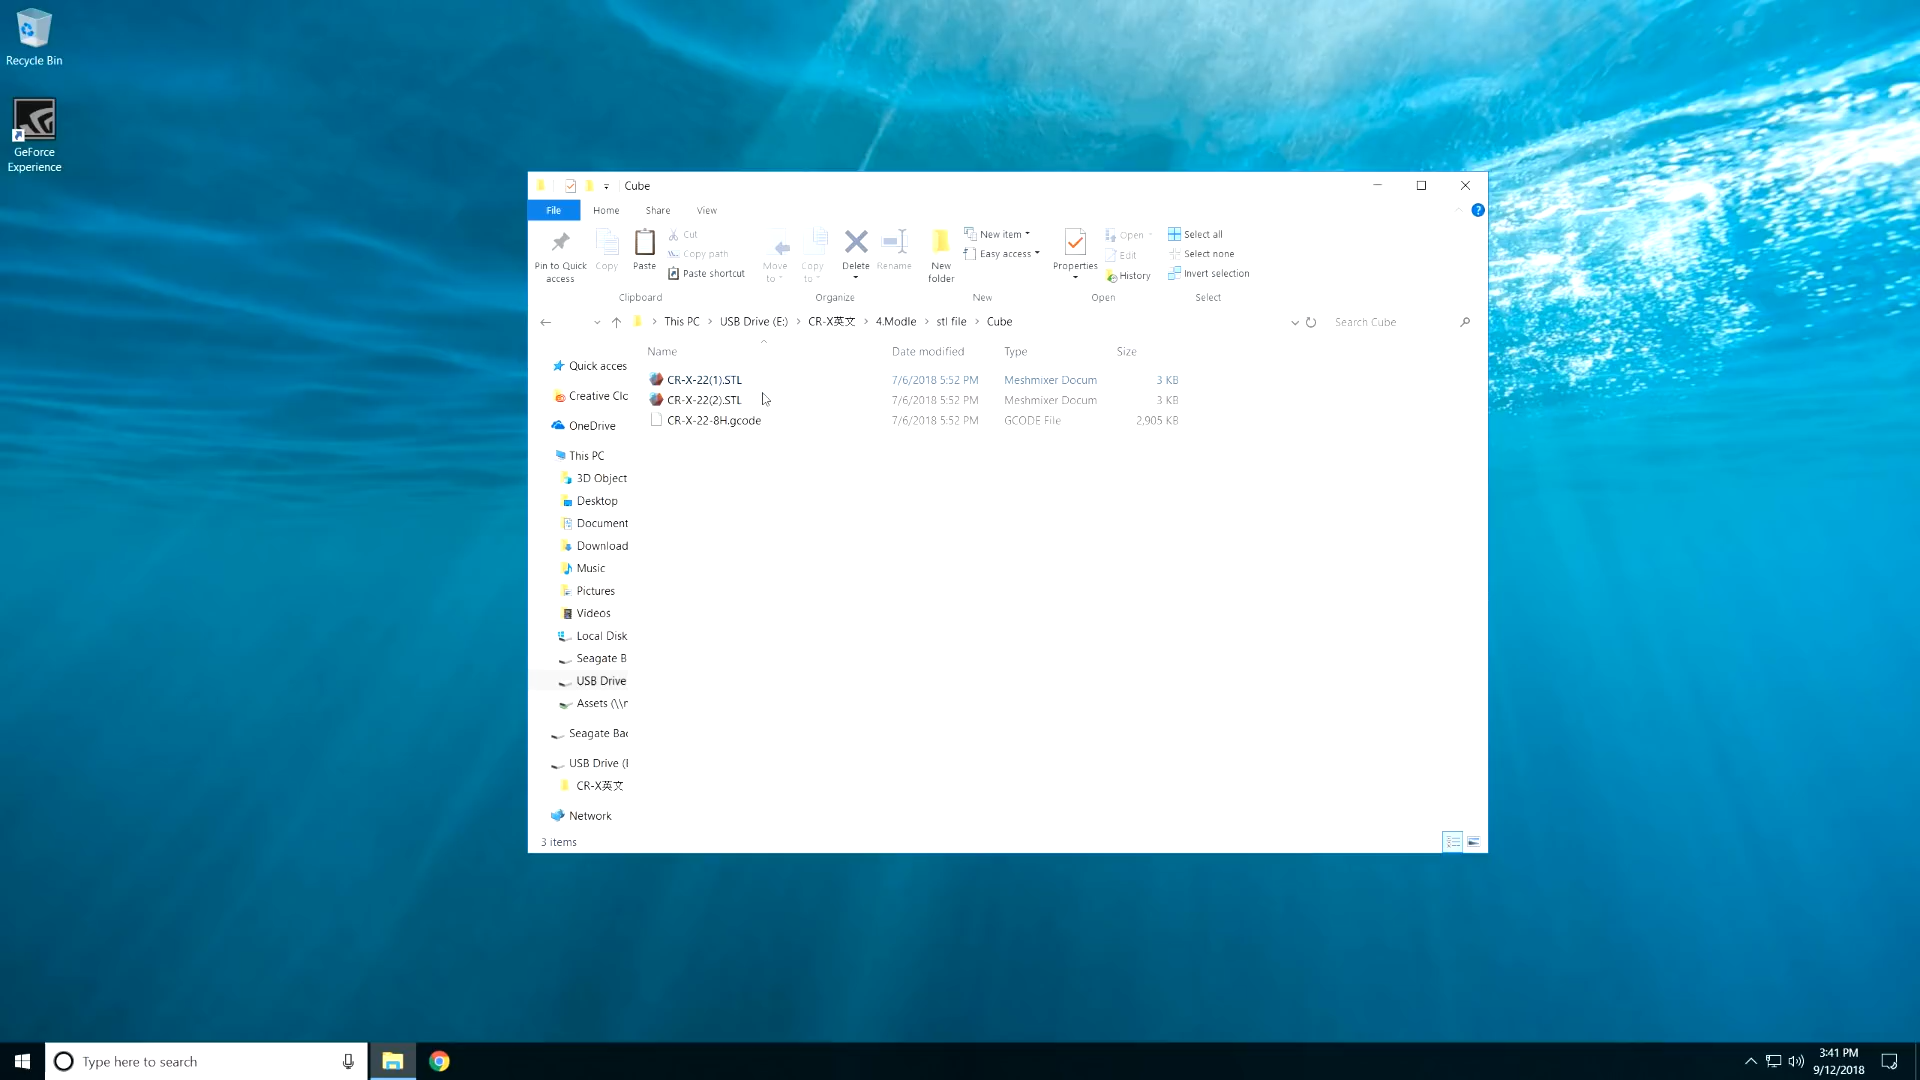 Recycle Bin
GeForce
Experience
Cube
File Home Share View
Pin to Quick
access
Copy
Paste
Cut
Copy path
Paste shortcut
Clipboard
Move
to
Copy
to
Delete
Rename
Organize
New
folder
New item
Easy access
New
Properties
Open
Edit
History
Open
Select all
Select none
Invert selection
Select
This PC > USB Drive (E:) > CR-X英文 > 4.Modle > stl file > Cube
Search Cube
Name Date modified Type Size
CR-X-22(1).STL 7/6/2018 5:52 PM Meshmixer Docum 3 KB
CR-X-22(2).STL 7/6/2018 5:52 PM Meshmixer Docum 3 KB
CR-X-22-8H.gcode 7/6/2018 5:52 PM GCODE File 2,905 KB
Quick acces
Creative Clo
OneDrive
This PC
3D Object
Desktop
Document
Download
Music
Pictures
Videos
Local Disk
Seagate B
USB Drive
Assets (\\r
Seagate Bac
USB Drive (E
CR-X英文
Network
3 items
Type here to search
3:41 PM
9/12/2018